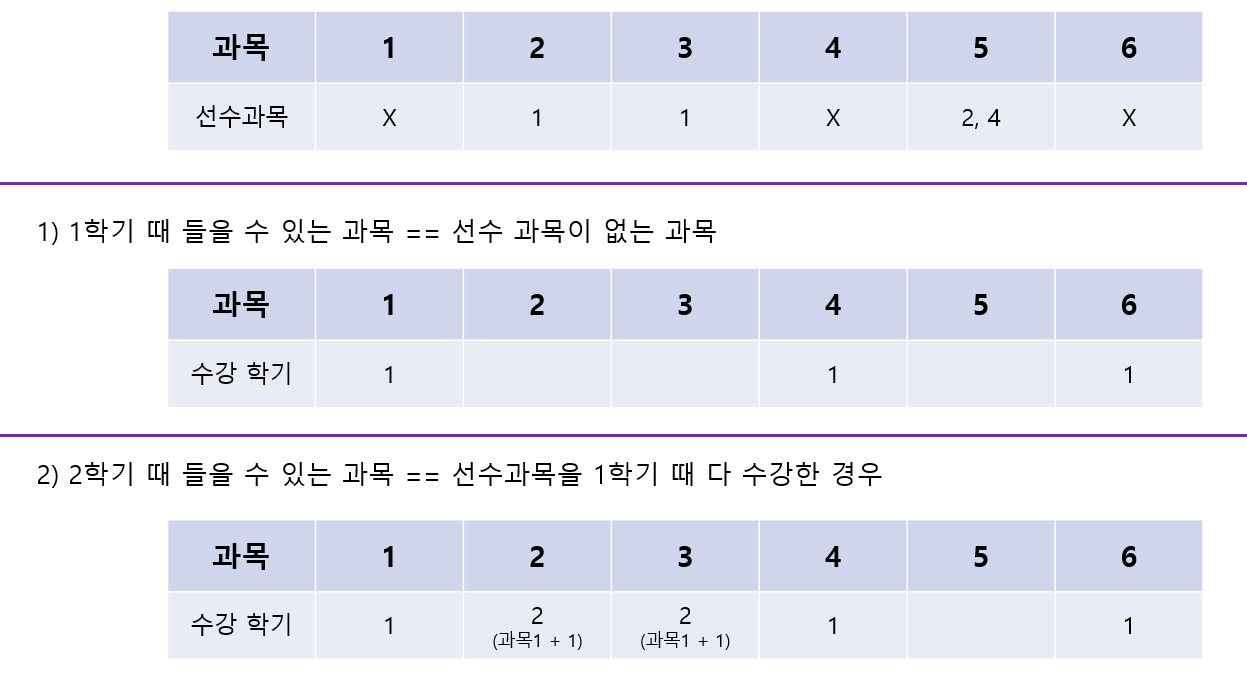 과목 1 2 3 4 5 6
선수과목 X 1 1 X 2, 4 X
1) 1학기 때 들을 수 있는 과목 == 선수 과목이 없는 과목
과목 1 2 3 4 5 6
수강 학기 1 1 1
2) 2학기 때 들을 수 있는 과목 == 선수과목을 1학기 때 다 수강한 경우
과목 1 2 3 4 5 6
수강 학기 1 2 2 1 1
(과목1 + 1) (과목1 + 1)